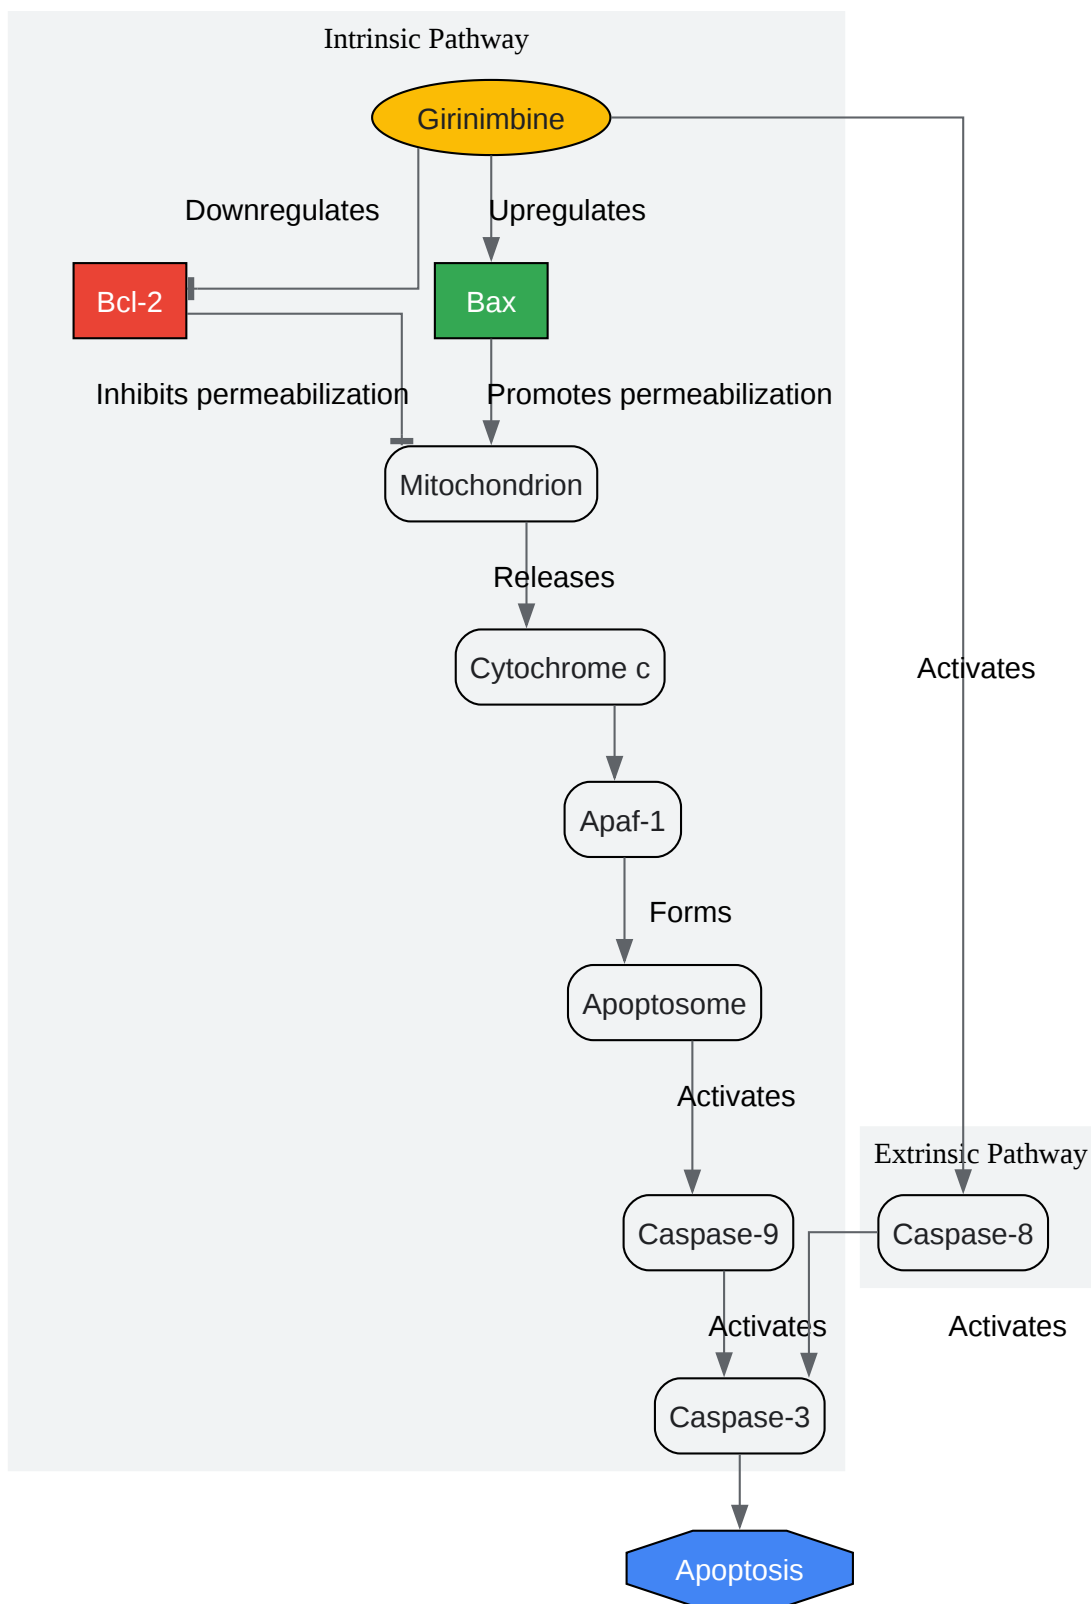 Intrinsic Pathway
Girinimbine
Downregulates
Upregulates
Bcl-2
Bax
Inhibits permeabilization
Promotes permeabilization
Mitochondrion
Releases
Cytochrome c
Activates
Apaf-1
Forms
Apoptosome
Activates
Extrinsic Pathway
Caspase-9
Caspase-8
Activates
Activates
Caspase-3
Apoptosis